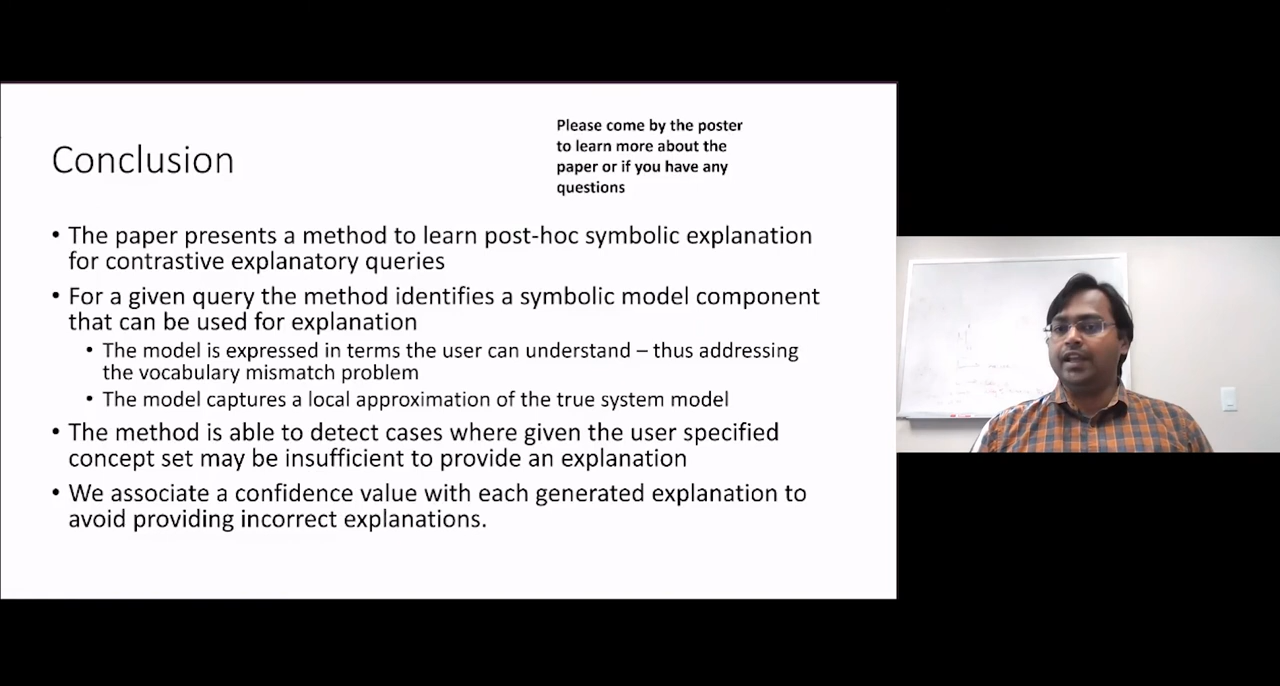 Conclusion
Please come by the poster
to learn more about the
paper or if you have any
questions
• The paper presents a method to learn post-hoc symbolic explanation
for contrastive explanatory queries
• For a given query the method identifies a symbolic model component
that can be used for explanation
• The model is expressed in terms the user can understand – thus addressing
the vocabulary mismatch problem
• The model captures a local approximation of the true system model
• The method is able to detect cases where given the user specified
concept set may be insufficient to provide an explanation
• We associate a confidence value with each generated explanation to
avoid providing incorrect explanations.